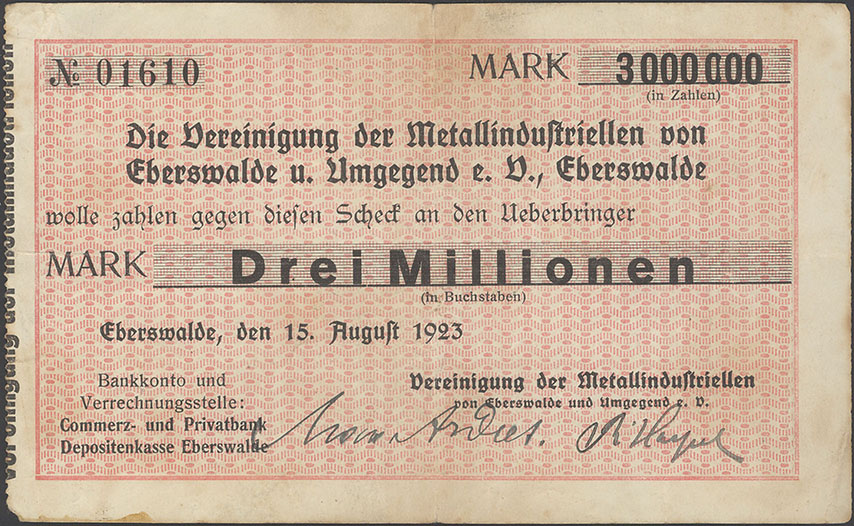 № 01610
MARK 3000000
(in Zahlen)
Die Vereinigung der Metallindustriellen von
Eberswalde u. Umgegend e. V., Eberswalde
wolle zahlen gegen diesen Scheck an den Ueberbringer
MARK Drei Millionen
(in Buchstaben)
Eberswalde, den 15. August 1923
Bankkonto und
Verrechnungsstelle:
Commerz- und Privatbank
Depositenkasse Eberswalde
Vereinigung der Metallindustriellen
von Eberswalde und Umgegend e. V.